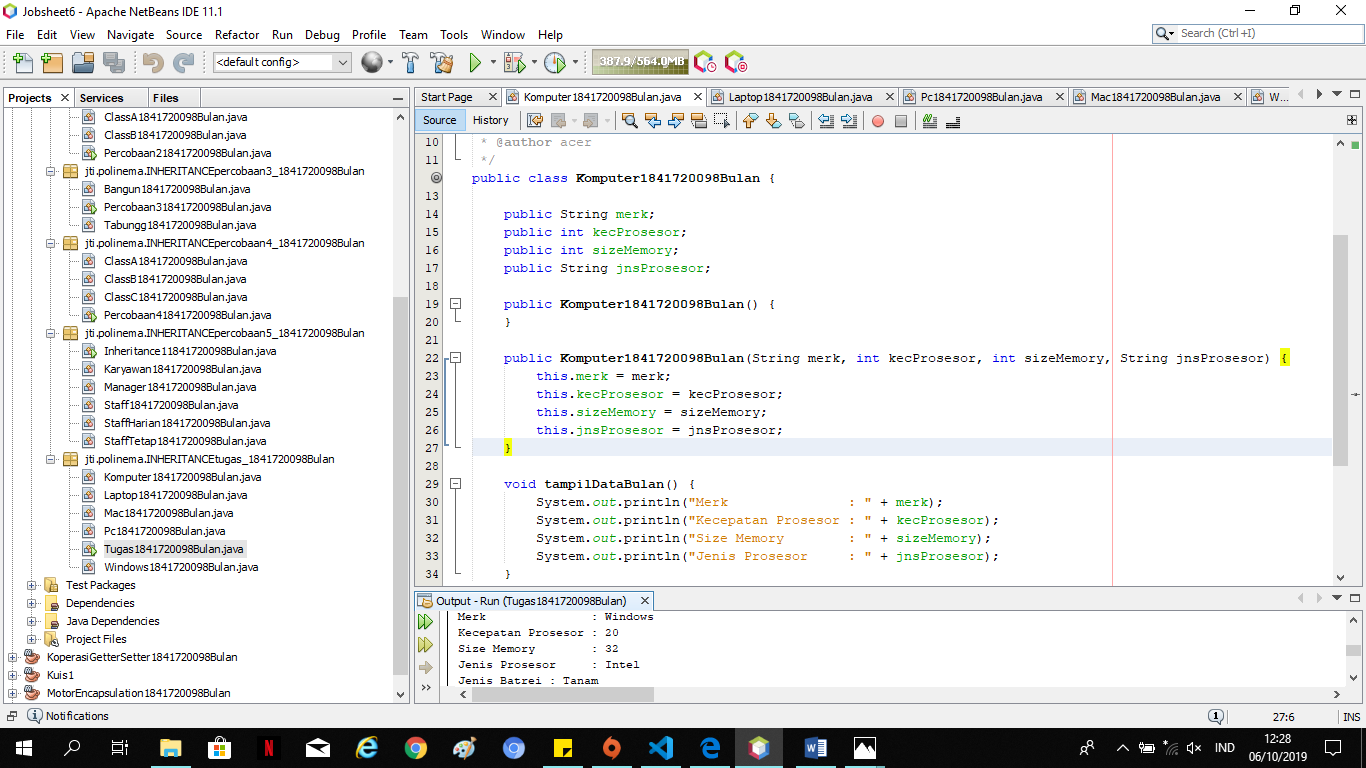 Jobsheet6 - Apache NetBeans IDE 11.1
File Edit View Navigate Source Refactor Run Debug Profile Team Tools Window Help
Search (Ctrl+I)
<default config>
387.9/564.0MB
Projects Services Files
ClassA1841720098Bulan.java
ClassB1841720098Bulan.java
Percobaan21841720098Bulan.java
jti.polinema.INHERITANCEpercobaan3_1841720098Bulan
Bangun1841720098Bulan.java
Percobaan31841720098Bulan.java
Tabungg1841720098Bulan.java
jti.polinema.INHERITANCEpercobaan4_1841720098Bulan
ClassA1841720098Bulan.java
ClassB1841720098Bulan.java
ClassC1841720098Bulan.java
Percobaan41841720098Bulan.java
jti.polinema.INHERITANCEpercobaan5_1841720098Bulan
Inheritance11841720098Bulan.java
Karyawan1841720098Bulan.java
Manager1841720098Bulan.java
Staff1841720098Bulan.java
StaffHarian1841720098Bulan.java
StaffTetap1841720098Bulan.java
jti.polinema.INHERITANCEtugas_1841720098Bulan
Komputer1841720098Bulan.java
Laptop1841720098Bulan.java
Mac1841720098Bulan.java
Pc1841720098Bulan.java
Tugas1841720098Bulan.java
Windows1841720098Bulan.java
Test Packages
Dependencies
Java Dependencies
Project Files
KoperasiGetterSetter1841720098Bulan
Kuis1
MotorEncapsulation1841720098Bulan
Start Page Komputer1841720098Bulan.java Laptop1841720098Bulan.java Pc1841720098Bulan.java Mac1841720098Bulan.java W...
Source History
10 * @author acer
11 */
public class Komputer1841720098Bulan {
13
14 public String merk;
15 public int kecProsesor;
16 public int sizeMemory;
17 public String jnsProsesor;
18
19 public Komputer1841720098Bulan() {
20 }
21
22 public Komputer1841720098Bulan(String merk, int kecProsesor, int sizeMemory, String jnsProsesor) {
23 this.merk = merk;
24 this.kecProsesor = kecProsesor;
25 this.sizeMemory = sizeMemory;
26 this.jnsProsesor = jnsProsesor;
27 }
28
29 void tampilDataBulan() {
30 System.out.println("Merk               : " + merk);
31 System.out.println("Kecepatan Prosesor : " + kecProsesor);
32 System.out.println("Size Memory        : " + sizeMemory);
33 System.out.println("Jenis Prosesor     : " + jnsProsesor);
34 }
Output - Run (Tugas1841720098Bulan)
Merk               : Windows
Kecepatan Prosesor : 20
Size Memory        : 32
Jenis Prosesor     : Intel
Jenis Batrei : Tanam
Notifications
1
27:6 INS
IND
12:28
06/10/2019